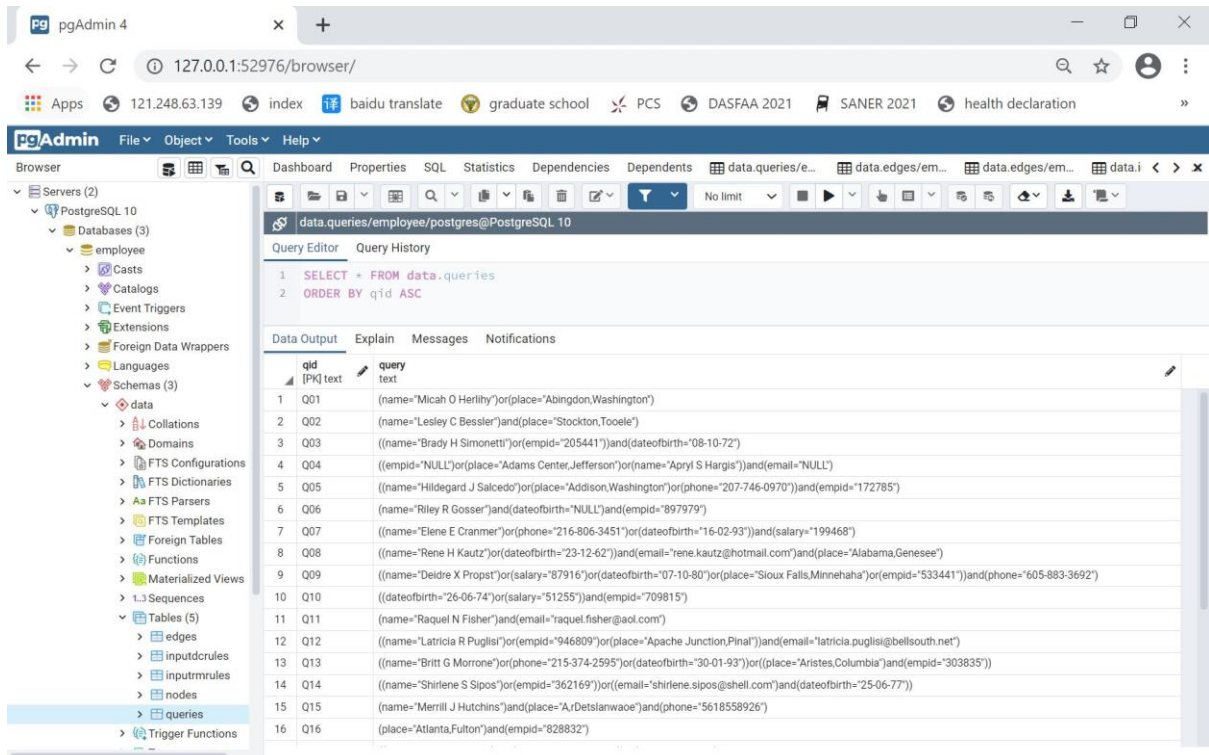 pgAdmin 4
127.0.0.1:52976/browser/
Apps 121.248.63.139 index 译 baidu translate graduate school PCS DASFAA 2021 SANER 2021 health declaration »
pgAdmin File Object Tools Help
Browser
Dashboard Properties SQL Statistics Dependencies Dependents data.queries/e... data.edges/em... data.edges/em... data.i
Servers (2)
PostgreSQL 10
Databases (3)
employee
Casts
Catalogs
Event Triggers
Extensions
Foreign Data Wrappers
Languages
Schemas (3)
data
Collations
Domains
FTS Configurations
FTS Dictionaries
FTS Parsers
FTS Templates
Foreign Tables
Functions
Materialized Views
Sequences
Tables (5)
edges
inputdcrules
inputrmrules
nodes
queries
Trigger Functions
No limit
data.queries/employee/postgres@PostgreSQL 10
Query Editor Query History
1 SELECT * FROM data.queries
2 ORDER BY qid ASC
Data Output Explain Messages Notifications
qid query
[PK] text text
1 Q01 (name="Micah O Herlihy")or(place="Abingdon,Washington")
2 Q02 (name="Lesley C Bessler")and(place="Stockton,Tooele")
3 Q03 ((name="Brady H Simonetti")or(empid="205441"))and(dateofbirth="08-10-72")
4 Q04 ((empid="NULL")or(place="Adams Center,Jefferson")or(name="Apryl S Hargis"))and(email="NULL")
5 Q05 ((name="Hildegard J Salcedo")or(place="Addison,Washington")or(phone="207-746-0970"))and(empid="172785")
6 Q06 (name="Riley R Gosser")and(dateofbirth="NULL")and(empid="897979")
7 Q07 ((name="Elene E Cranmer")or(phone="216-806-3451")or(dateofbirth="16-02-93"))and(salary="199468")
8 Q08 ((name="Rene H Kautz")or(dateofbirth="23-12-62"))and(email="rene.kautz@hotmail.com")and(place="Alabama,Genesee")
9 Q09 ((name="Deidre X Propst")or(salary="87916")or(dateofbirth="07-10-80")or(place="Sioux Falls,Minnehaha")or(empid="533441"))and(phone="605-883-3692")
10 Q10 ((dateofbirth="26-06-74")or(salary="51255"))and(empid="709815")
11 Q11 (name="Raquel N Fisher")and(email="raquel.fisher@aol.com")
12 Q12 ((name="Latricia R Puglisi")or(empid="946809")or(place="Apache Junction,Pinal"))and(email="latricia.puglisi@bellsouth.net")
13 Q13 ((name="Britt G Morrone")or(phone="215-374-2595")or(dateofbirth="30-01-93"))or((place="Aristes,Columbia")and(empid="303835"))
14 Q14 ((name="Shirlene S Sipos")or(empid="362169"))or((email="shirlene.sipos@shell.com")and(dateofbirth="25-06-77"))
15 Q15 (name="Merrill J Hutchins")and(place="A,rDetslanwaoe")and(phone="5618558926")
16 Q16 (place="Atlanta,Fulton")and(empid="828832")